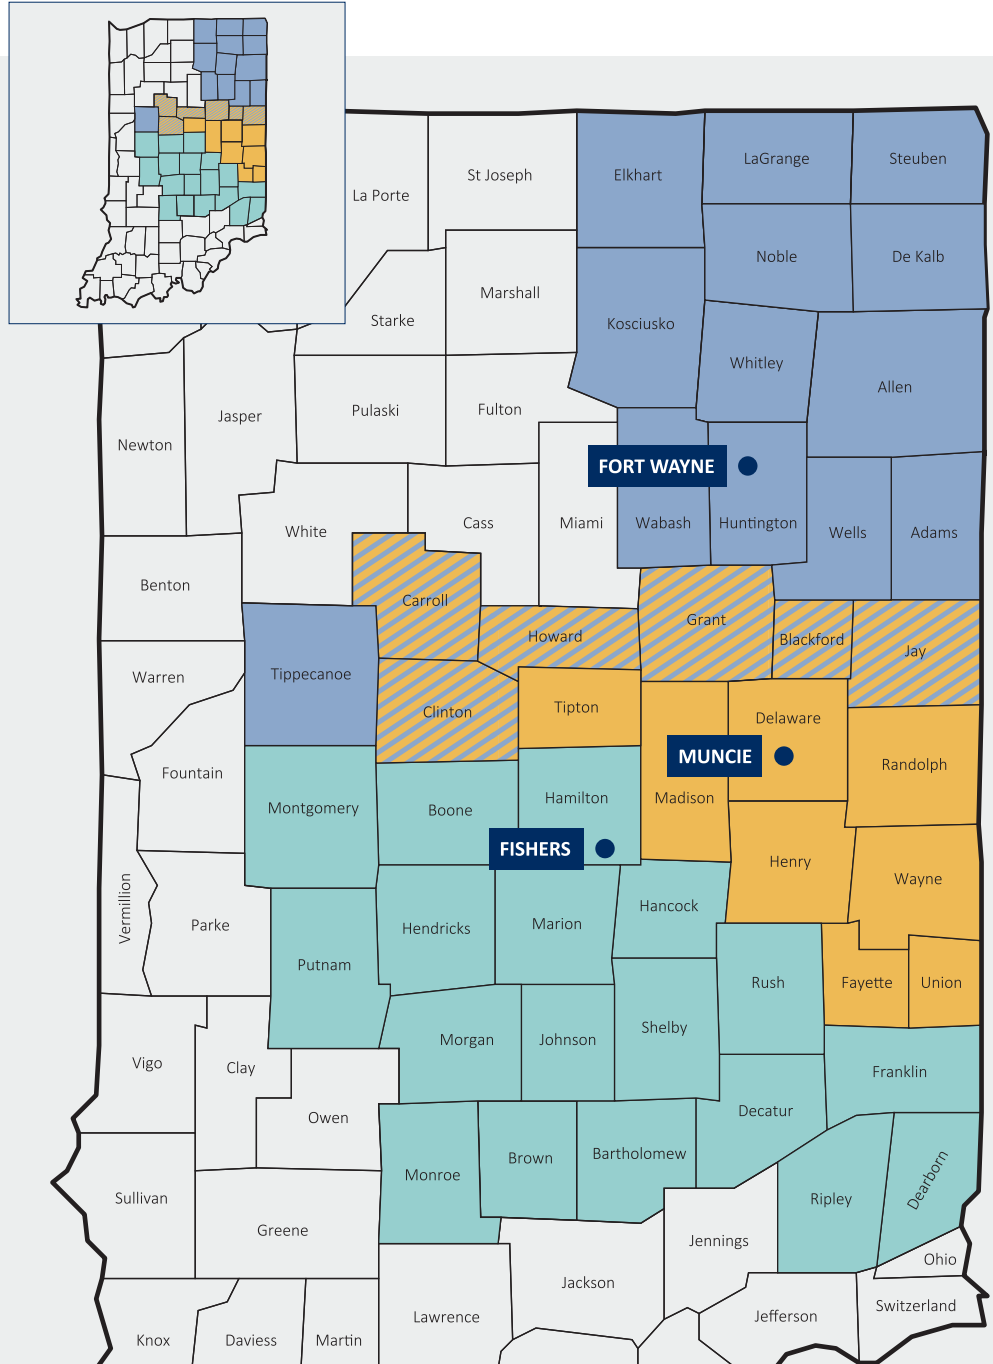 Elkhart
LaGrange
Steuben
La Porte
St Joseph
Noble
De Kalb
Marshall
Starke
Kosciusko
Whitley
Allen
Newton
Jasper
Pulaski
Fulton
FORT WAYNE
White
Cass
Miami
Wabash
Huntington
Wells
Adams
Benton
Carroll
Howard
Grant
Blackford
Jay
Warren
Tippecanoe
Clinton
Tipton
Delaware
MUNCIE
Fountain
Montgomery
Boone
Hamilton
Madison
Randolph
FISHERS
Henry
Wayne
Vermillion
Parke
Putnam
Hendricks
Marion
Hancock
Rush
Fayette
Union
Vigo
Clay
Morgan
Johnson
Shelby
Franklin
Owen
Decatur
Sullivan
Monroe
Brown
Bartholomew
Ripley
Dearborn
Greene
Jennings
Ohio
Jackson
Lawrence
Jefferson
Switzerland
Knox
Daviess
Martin